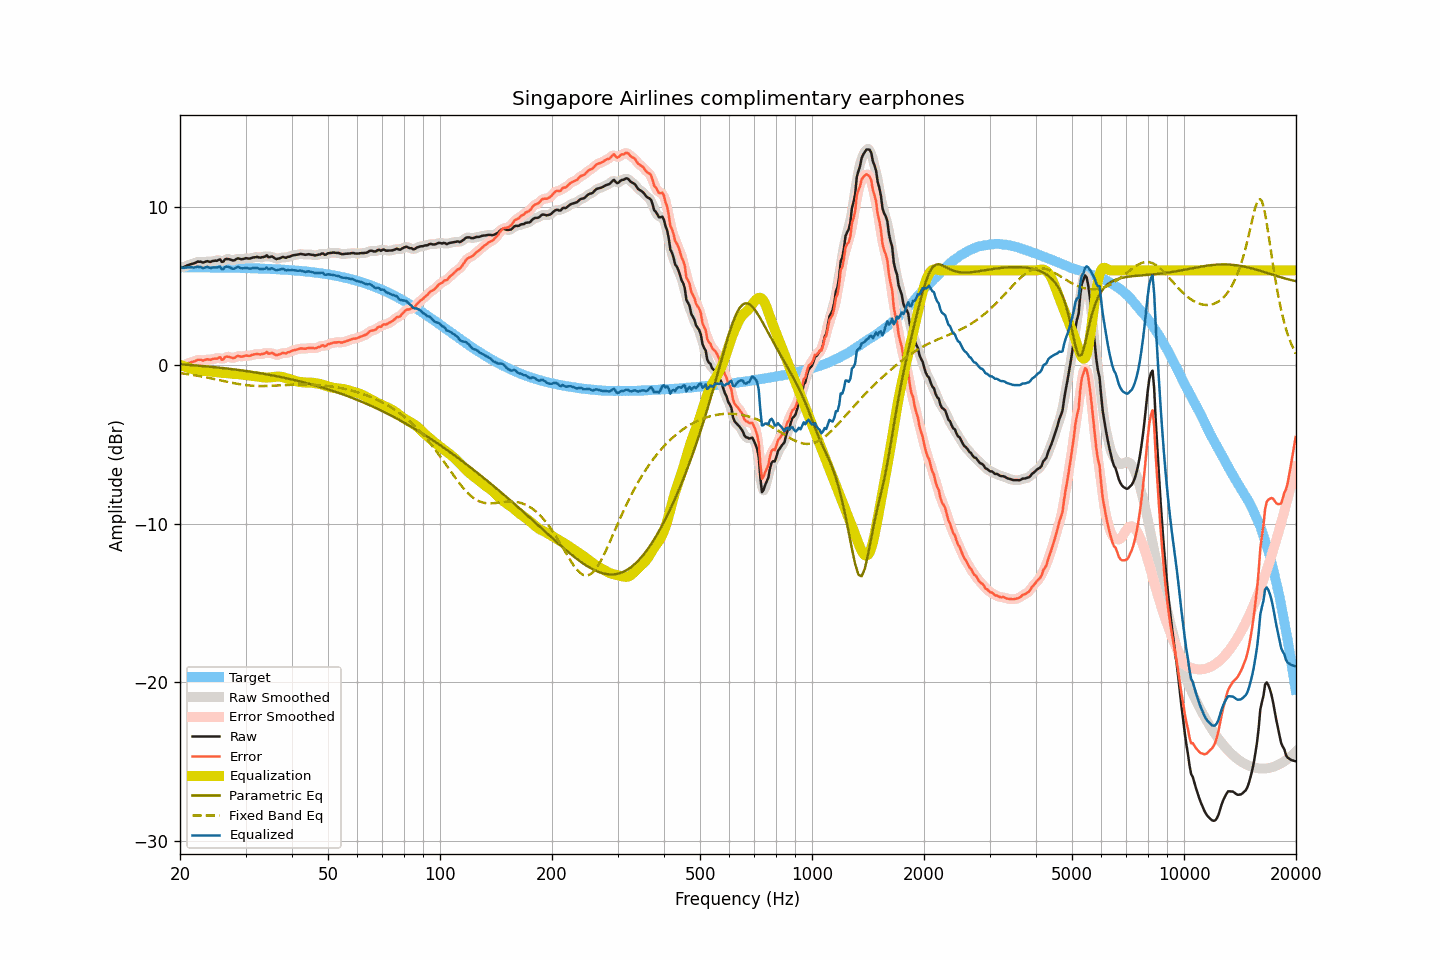 Singapore Airlines complimentary earphones
Amplitude (dBr)
10
0
−10
−20
−30
Target
Raw Smoothed
Error Smoothed
Raw
Error
Equalization
Parametric Eq
Fixed Band Eq
Equalized
20 50 100 200 500 1000 2000 5000 10000 20000
Frequency (Hz)